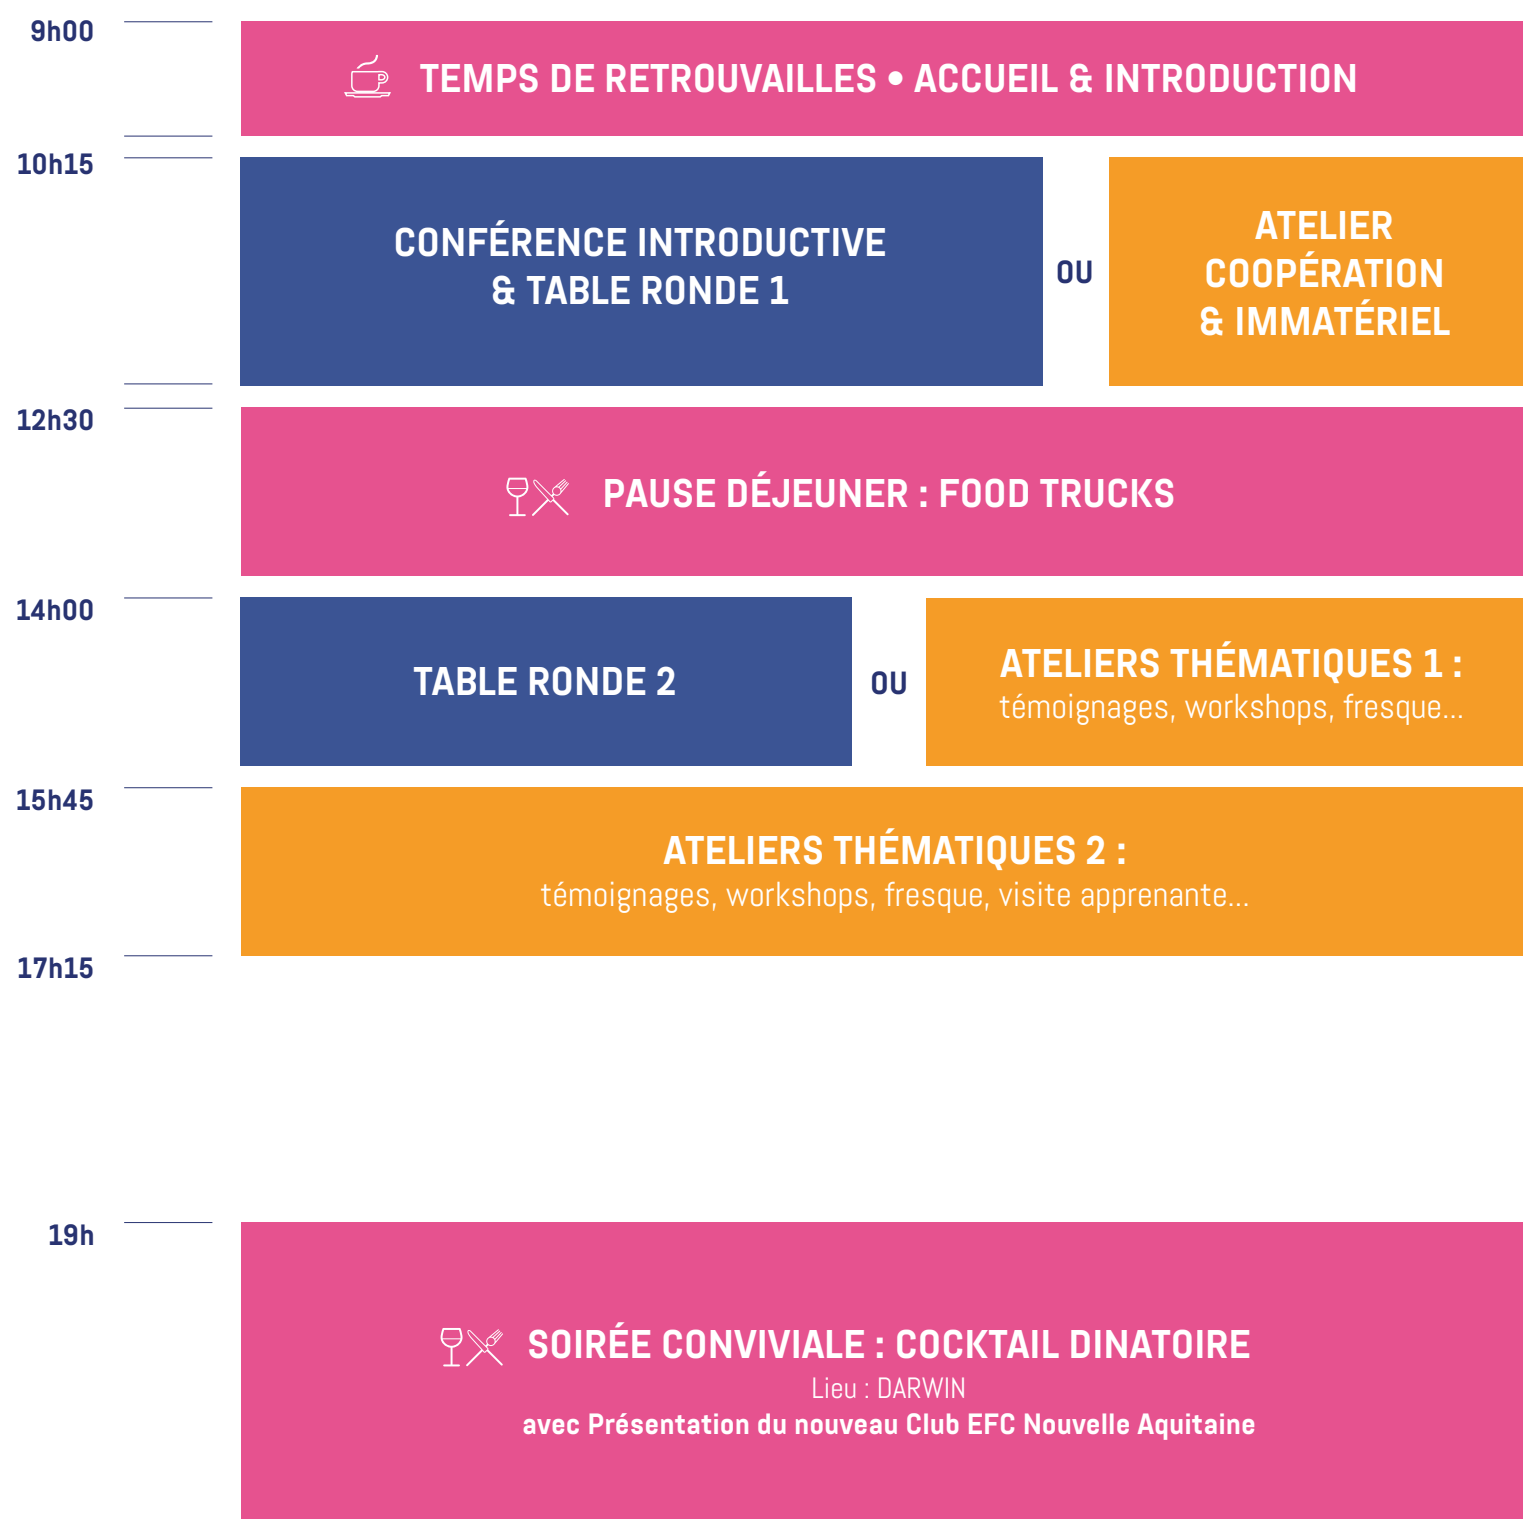 9h00
TEMPS DE RETROUVAILLES • ACCUEIL & INTRODUCTION
10h15
CONFÉRENCE INTRODUCTIVE
& TABLE RONDE 1
OU
ATELIER
COOPÉRATION
& IMMATÉRIEL
12h30
PAUSE DÉJEUNER : FOOD TRUCKS
14h00
TABLE RONDE 2
OU
ATELIERS THÉMATIQUES 1 :
témoignages, workshops, fresque...
15h45
ATELIERS THÉMATIQUES 2 :
témoignages, workshops, fresque, visite apprenante...
17h15
19h
SOIRÉE CONVIVIALE : COCKTAIL DINATOIRE
Lieu : DARWIN
avec Présentation du nouveau Club EFC Nouvelle Aquitaine